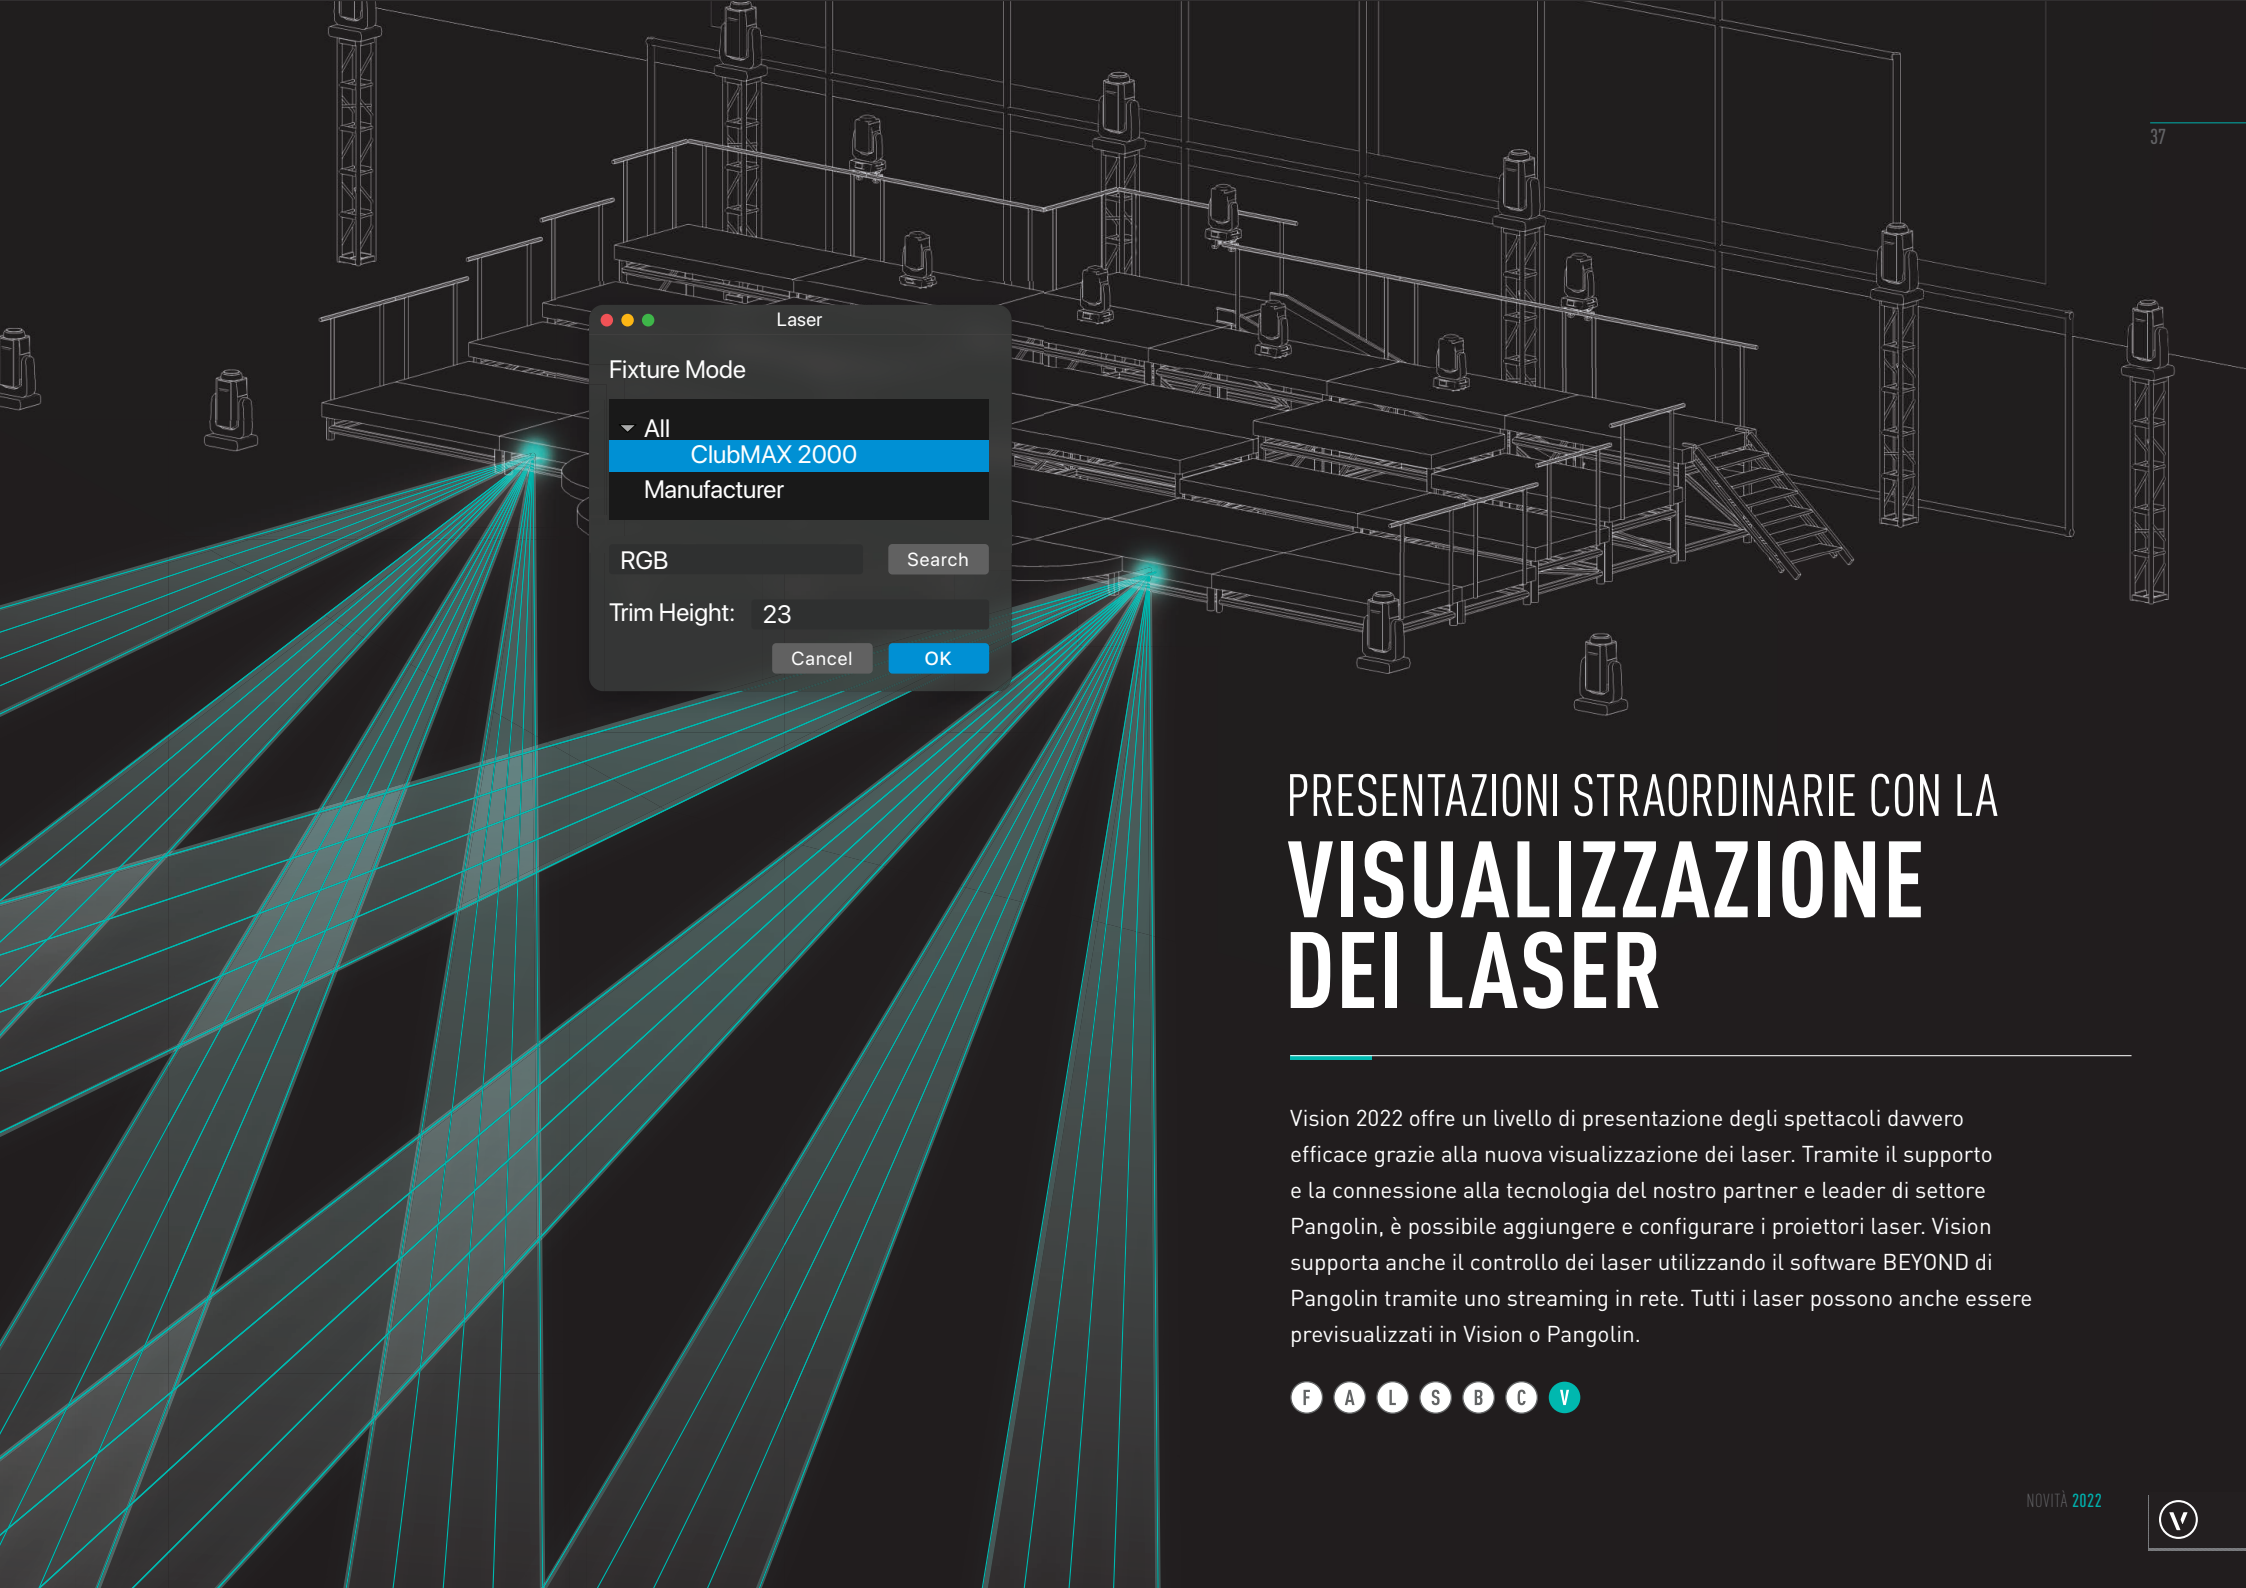 37
Laser
Fixture Mode
All
ClubMAX 2000
Manufacturer
RGB
Search
Trim Height:
23
Cancel
OK
PRESENTAZIONI STRAORDINARIE CON LA
VISUALIZZAZIONE
DEI LASER
Vision 2022 offre un livello di presentazione degli spettacoli davvero
efficace grazie alla nuova visualizzazione dei laser. Tramite il supporto
e la connessione alla tecnologia del nostro partner e leader di settore
Pangolin, è possibile aggiungere e configurare i proiettori laser. Vision
supporta anche il controllo dei laser utilizzando il software BEYOND di
Pangolin tramite uno streaming in rete. Tutti i laser possono anche essere
previsualizzati in Vision o Pangolin.
F A L S B C V
NOVITÀ 2022
V